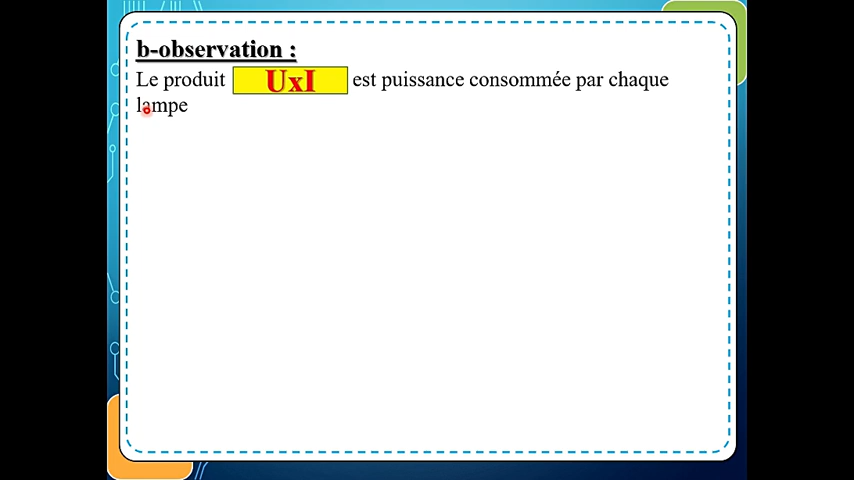 b-observation :
Le produit UxI est puissance consommée par chaque
lampe